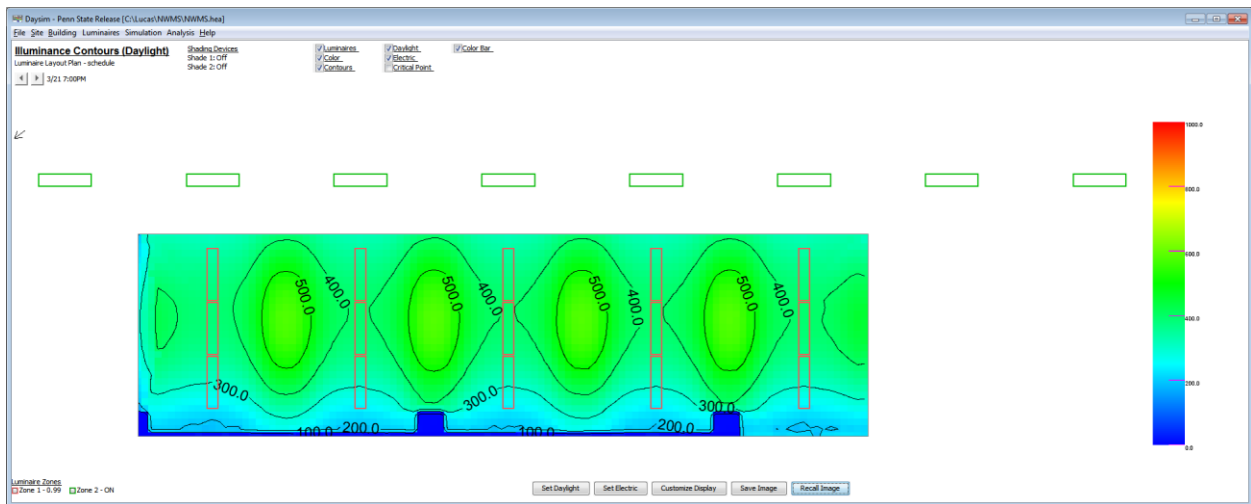 Daysim - Penn State Release [C:\Lucas\NWMS\NWMS.hea]
File Site Building Luminaires Simulation Analysis Help
Illuminance Contours (Daylight)
Luminaire Layout Plan - schedule
3/21 7:00PM
Shading Devices
Shade 1: Off
Shade 2: Off
Luminaires Daylight Color Bar
Color Electric
Contours Critical Point
1000.0
800.0
600.0
400.0
200.0
0.0
500.0 400.0 500.0 400.0 500.0 400.0 500.0
300.0 300.0 300.0
100.0 200.0 100.0 200.0
Luminaire Zones
Zone 1 - 0.99 Zone 2 - ON
Set Daylight Set Electric Customize Display Save Image Recall Image